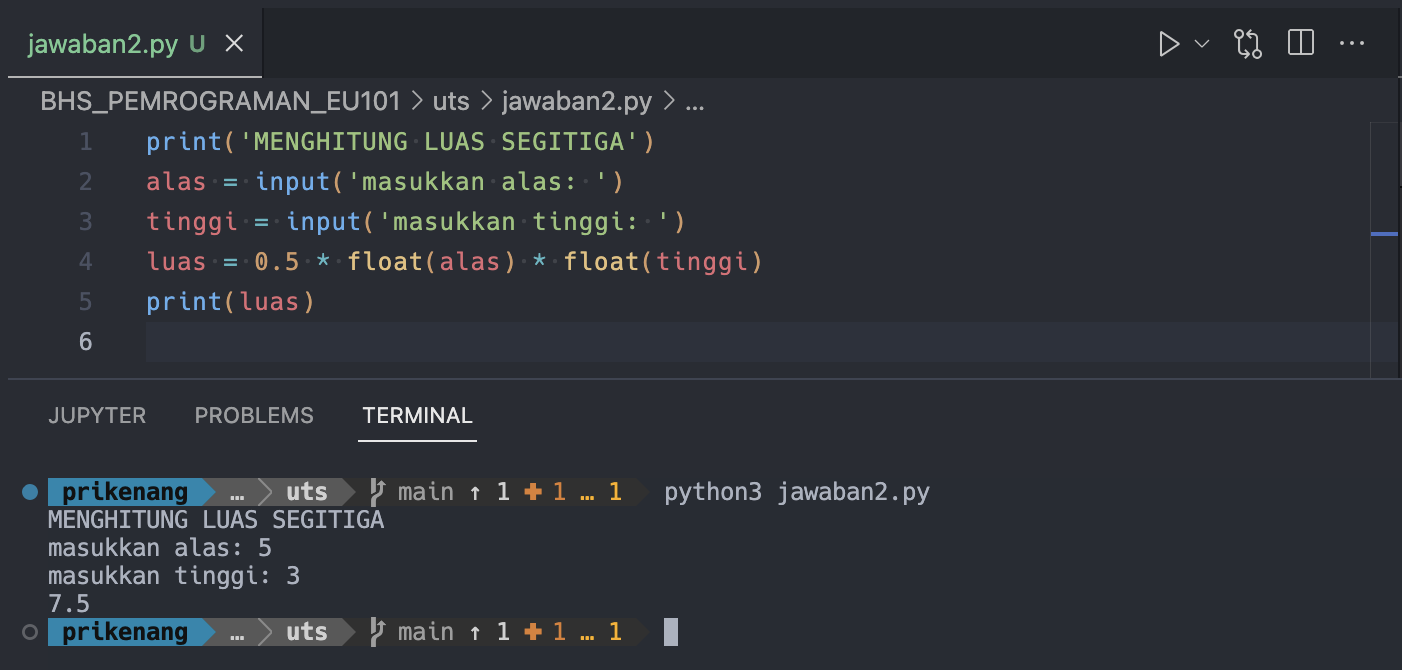 jawaban2.py U
BHS_PEMROGRAMAN_EU101 > uts > jawaban2.py > ...
1 print('MENGHITUNG LUAS SEGITIGA')
2 alas = input('masukkan alas: ')
3 tinggi = input('masukkan tinggi: ')
4 luas = 0.5 * float(alas) * float(tinggi)
5 print(luas)
6
JUPYTER PROBLEMS TERMINAL
prikenang … uts main ↑ 1 ✚ 1 … 1 python3 jawaban2.py
MENGHITUNG LUAS SEGITIGA
masukkan alas: 5
masukkan tinggi: 3
7.5
prikenang … uts main ↑ 1 ✚ 1 … 1